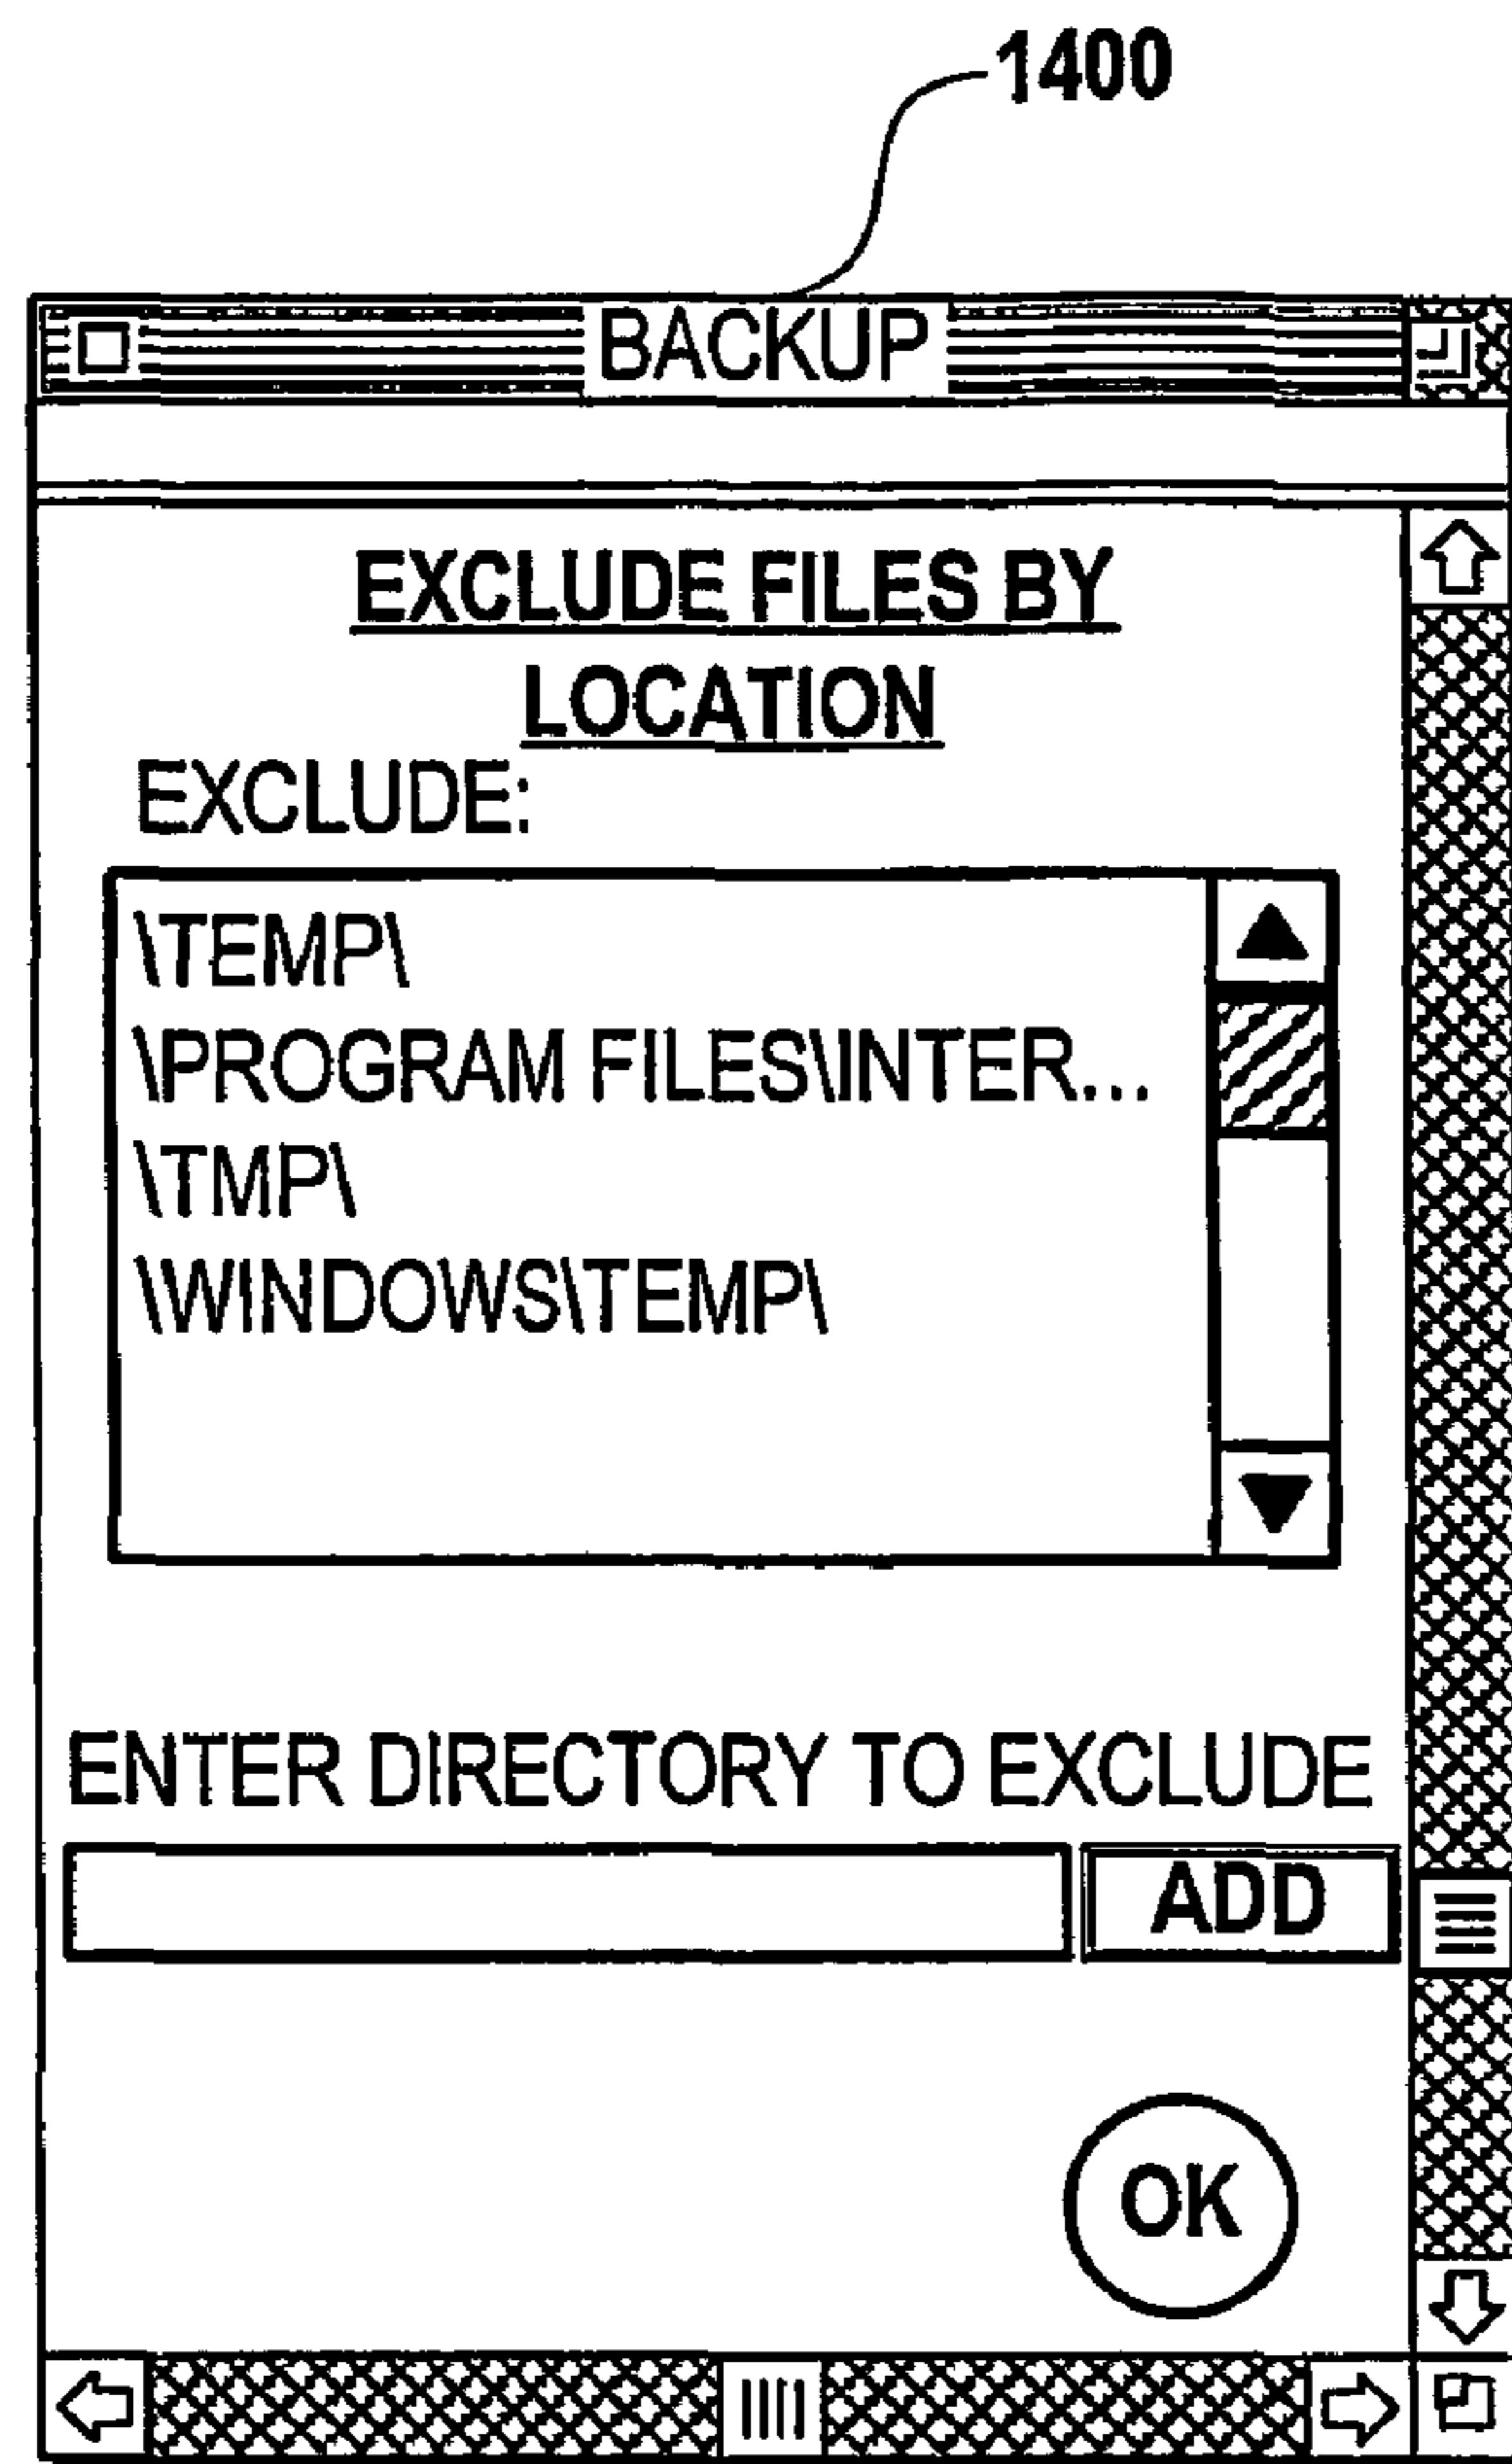 1400
BACKUP
EXCLUDE FILES BY
LOCATION
EXCLUDE:
\TEMP\
\PROGRAM FILES\INTER...
\TMP\
\WINDOWS\TEMP\
ENTER DIRECTORY TO EXCLUDE
ADD
OK